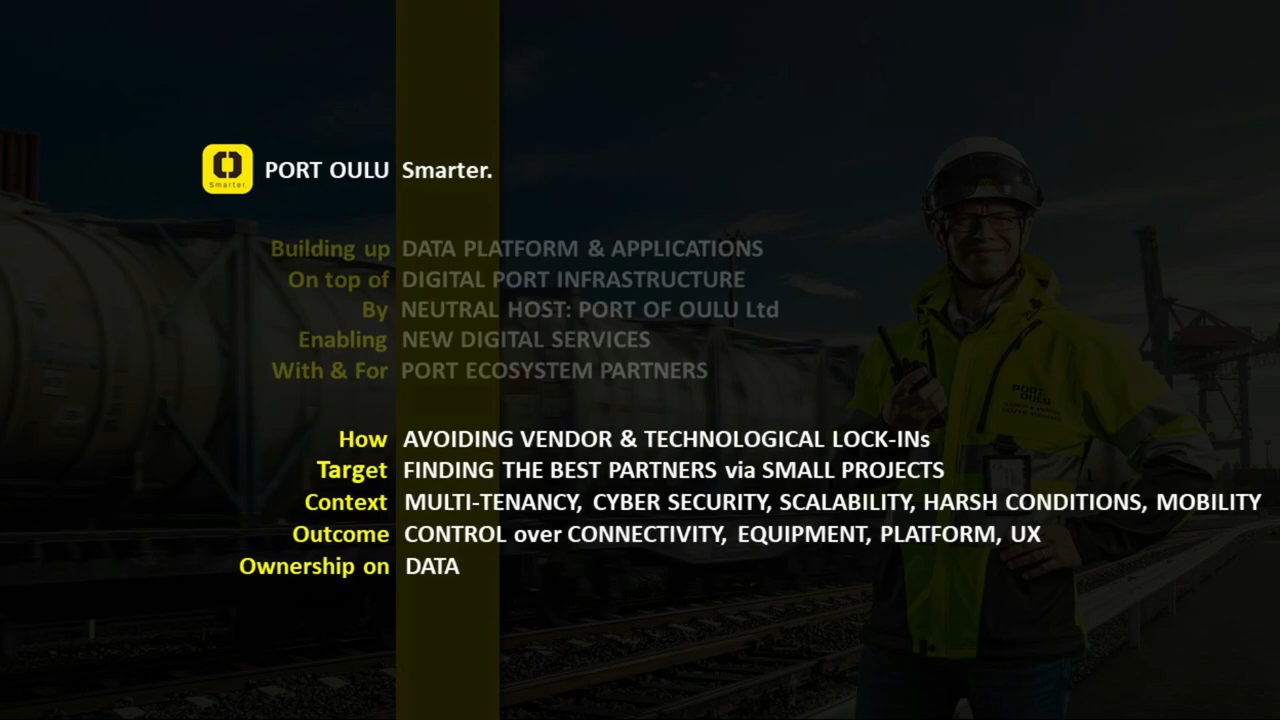 Smarter.
PORT OULU Smarter.
Building up DATA PLATFORM & APPLICATIONS
On top of DIGITAL PORT INFRASTRUCTURE
By NEUTRAL HOST: PORT OF OULU Ltd
Enabling NEW DIGITAL SERVICES
With & For PORT ECOSYSTEM PARTNERS
How AVOIDING VENDOR & TECHNOLOGICAL LOCK-INs
Target FINDING THE BEST PARTNERS via SMALL PROJECTS
Context MULTI-TENANCY, CYBER SECURITY, SCALABILITY, HARSH CONDITIONS, MOBILITY
Outcome CONTROL over CONNECTIVITY, EQUIPMENT, PLATFORM, UX
Ownership on DATA
PORT
OULU